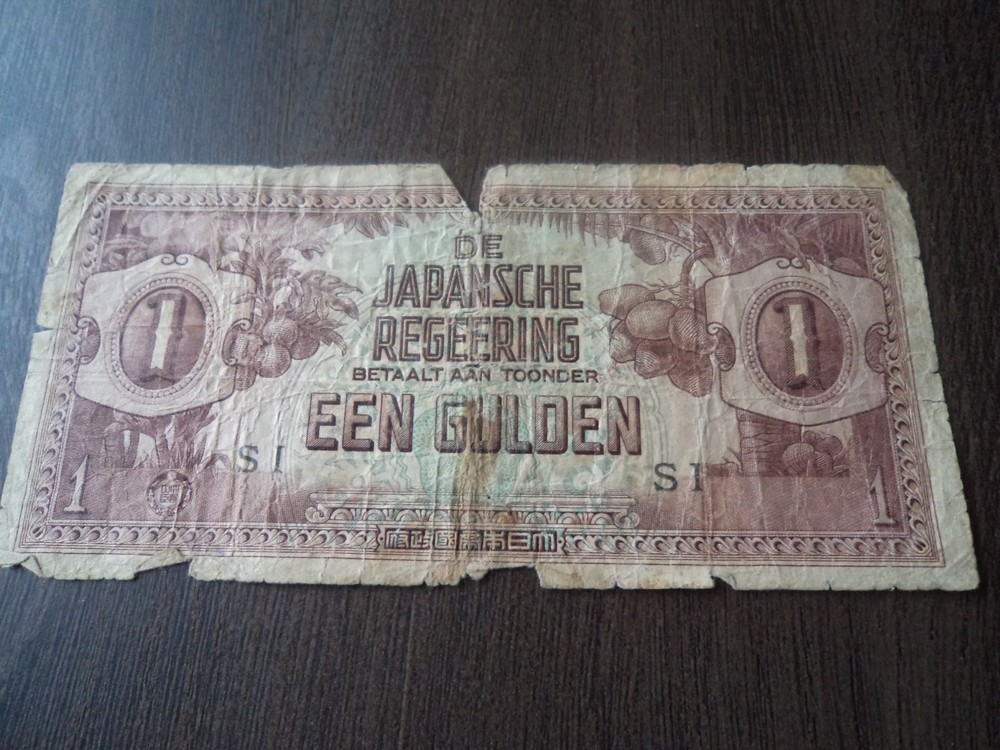 DE
JAPANSCHE
REGEERING
BETAALT AAN TOONDER
EEN GULDEN
1 1
SI SI
1 1
府政國帝本日大